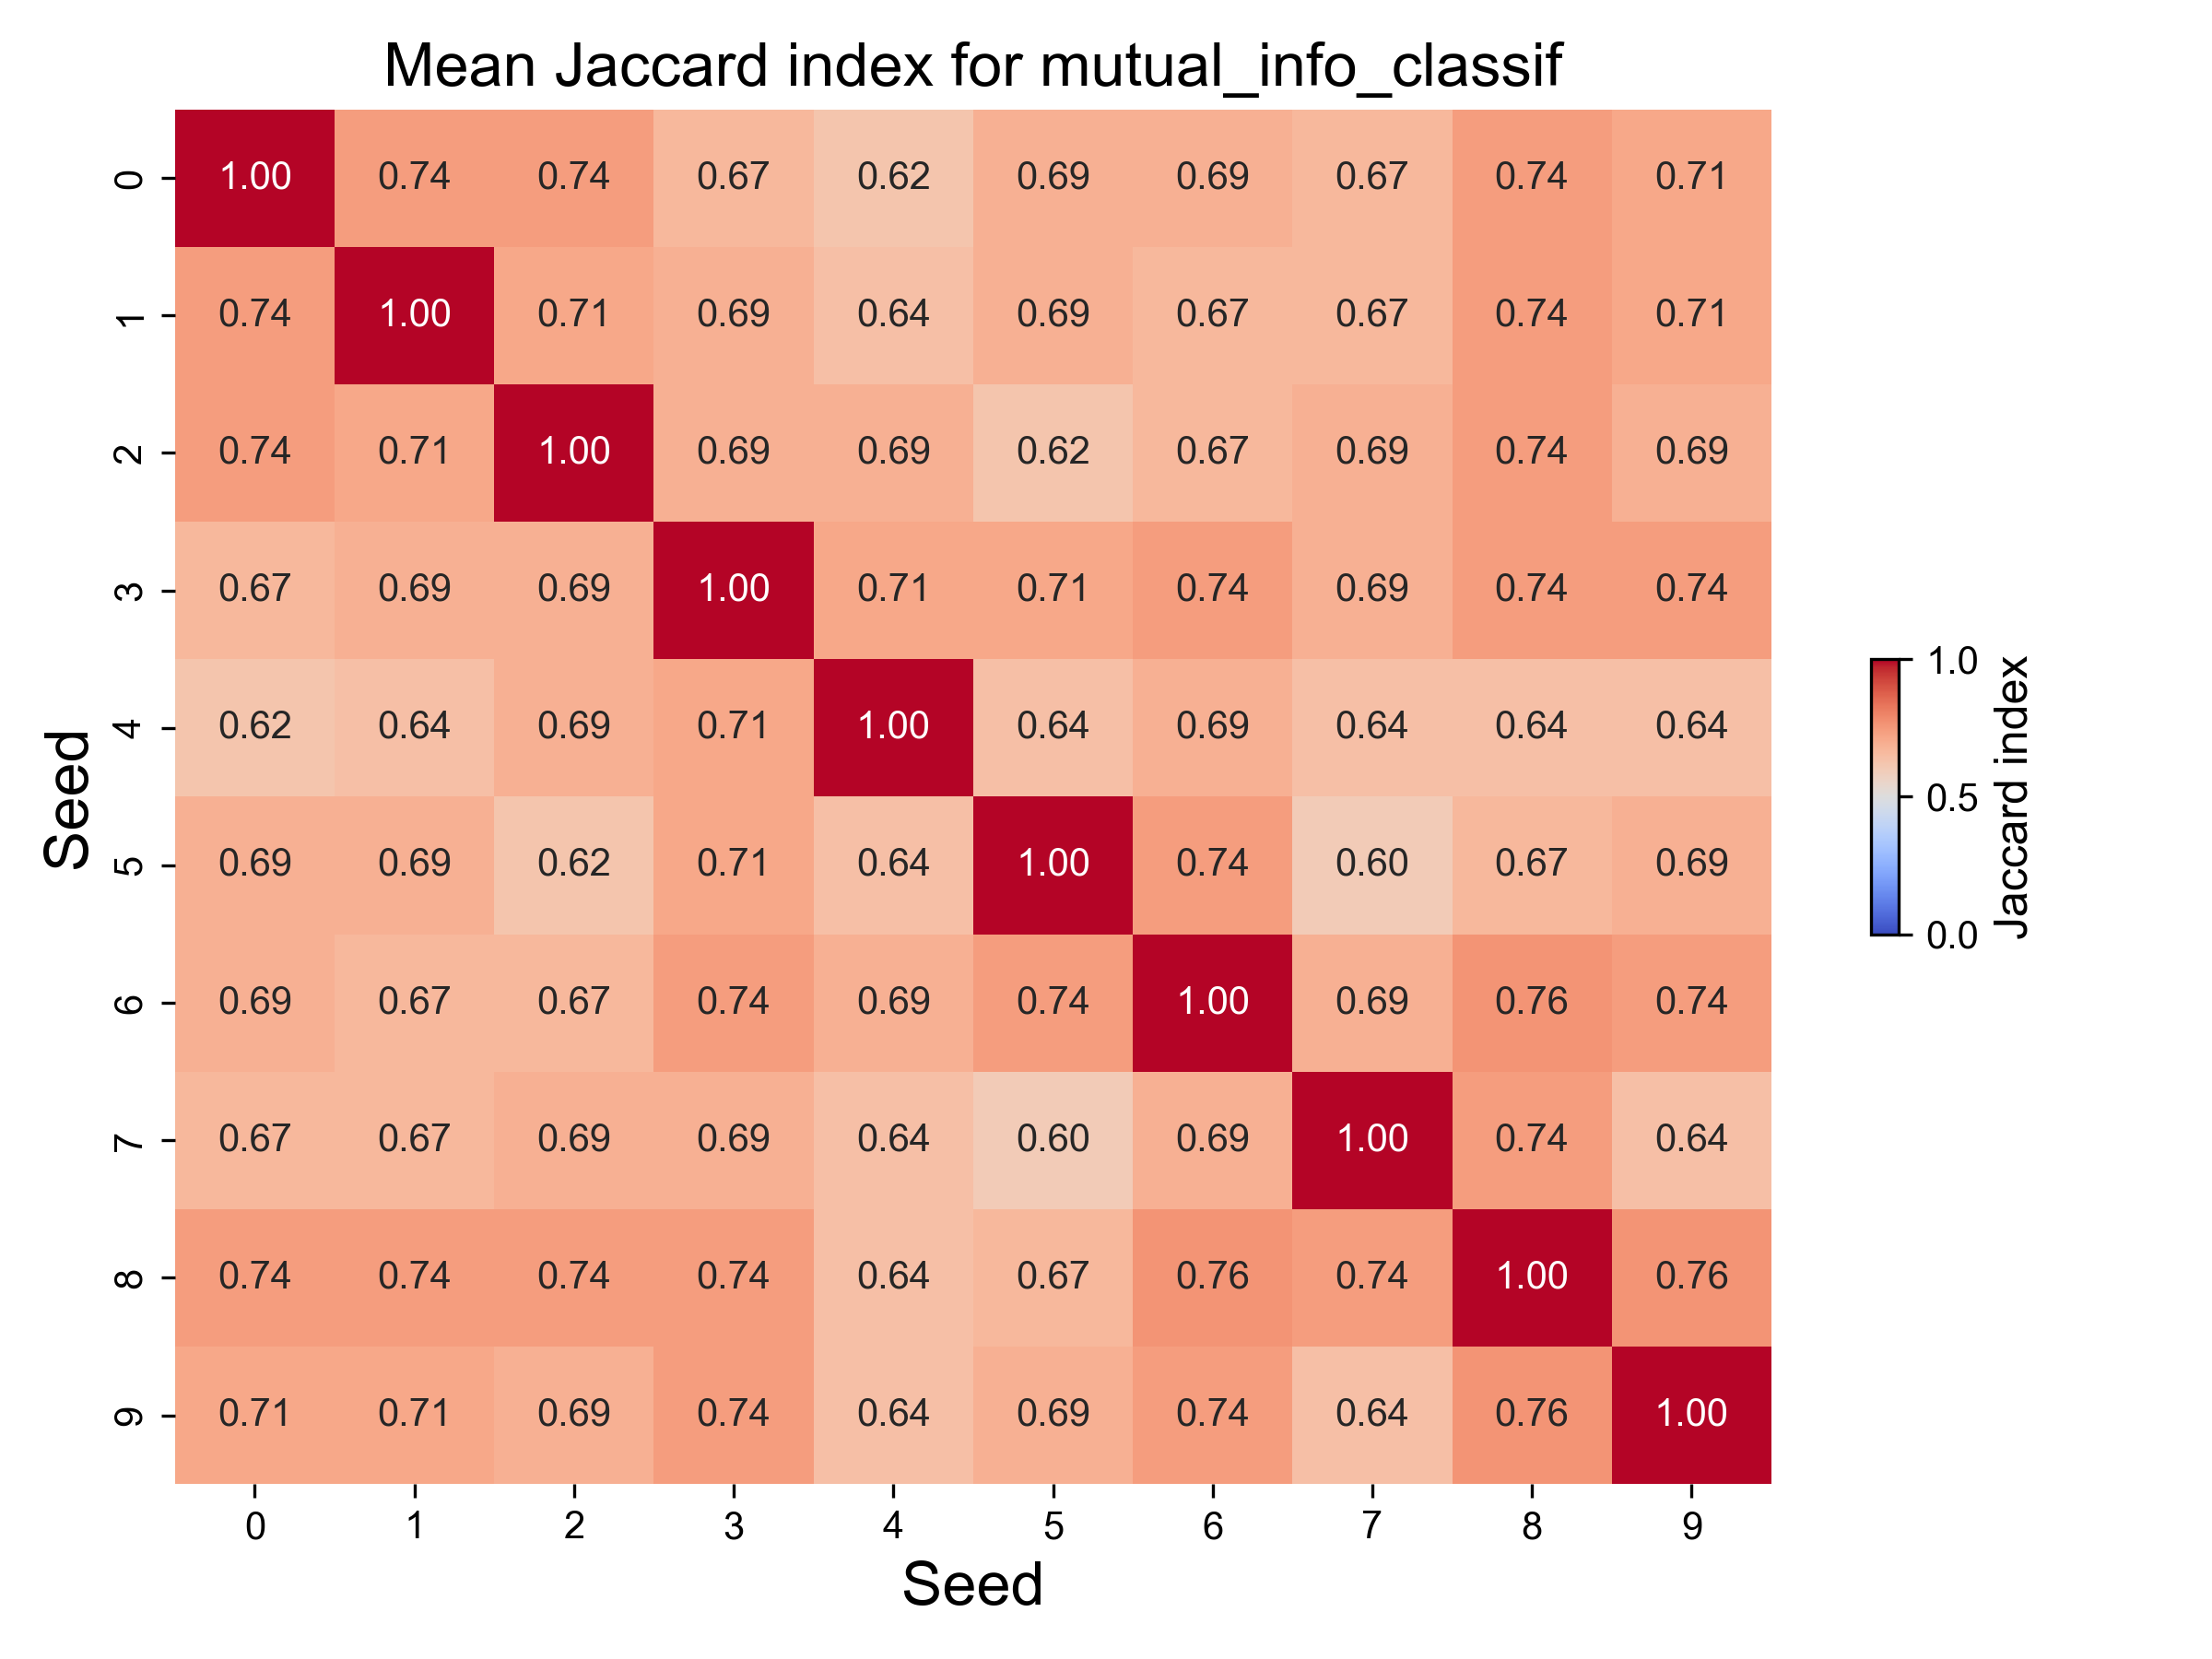 Mean Jaccard index for mutual_info_classif
0 1.00 0.74 0.74 0.67 0.62 0.69 0.69 0.67 0.74 0.71
1 0.74 1.00 0.71 0.69 0.64 0.69 0.67 0.67 0.74 0.71
2 0.74 0.71 1.00 0.69 0.69 0.62 0.67 0.69 0.74 0.69
3 0.67 0.69 0.69 1.00 0.71 0.71 0.74 0.69 0.74 0.74
4 0.62 0.64 0.69 0.71 1.00 0.64 0.69 0.64 0.64 0.64
5 0.69 0.69 0.62 0.71 0.64 1.00 0.74 0.60 0.67 0.69
6 0.69 0.67 0.67 0.74 0.69 0.74 1.00 0.69 0.76 0.74
7 0.67 0.67 0.69 0.69 0.64 0.60 0.69 1.00 0.74 0.64
8 0.74 0.74 0.74 0.74 0.64 0.67 0.76 0.74 1.00 0.76
9 0.71 0.71 0.69 0.74 0.64 0.69 0.74 0.64 0.76 1.00
0 1 2 3 4 5 6 7 8 9
Seed
Seed
1.0
0.5
0.0
Jaccard index